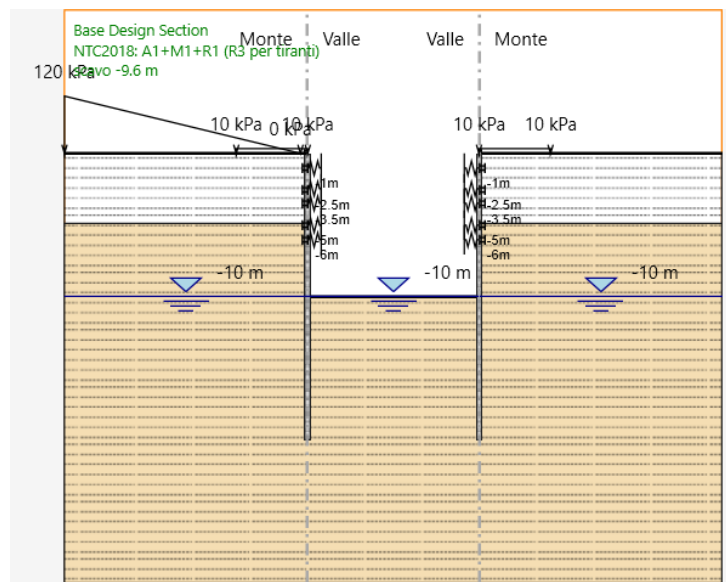 Base Design Section
NTC2018: A1+M1+R1 (R3 per tiranti)
scavo -9.6 m
Monte
Valle
Valle
Monte
120 kPa
10 kPa
0 kPa
10 kPa
10 kPa
10 kPa
-1m
-2.5m
-3.5m
-5m
-6m
-1m
-2.5m
-3.5m
-5m
-6m
-10 m
-10 m
-10 m